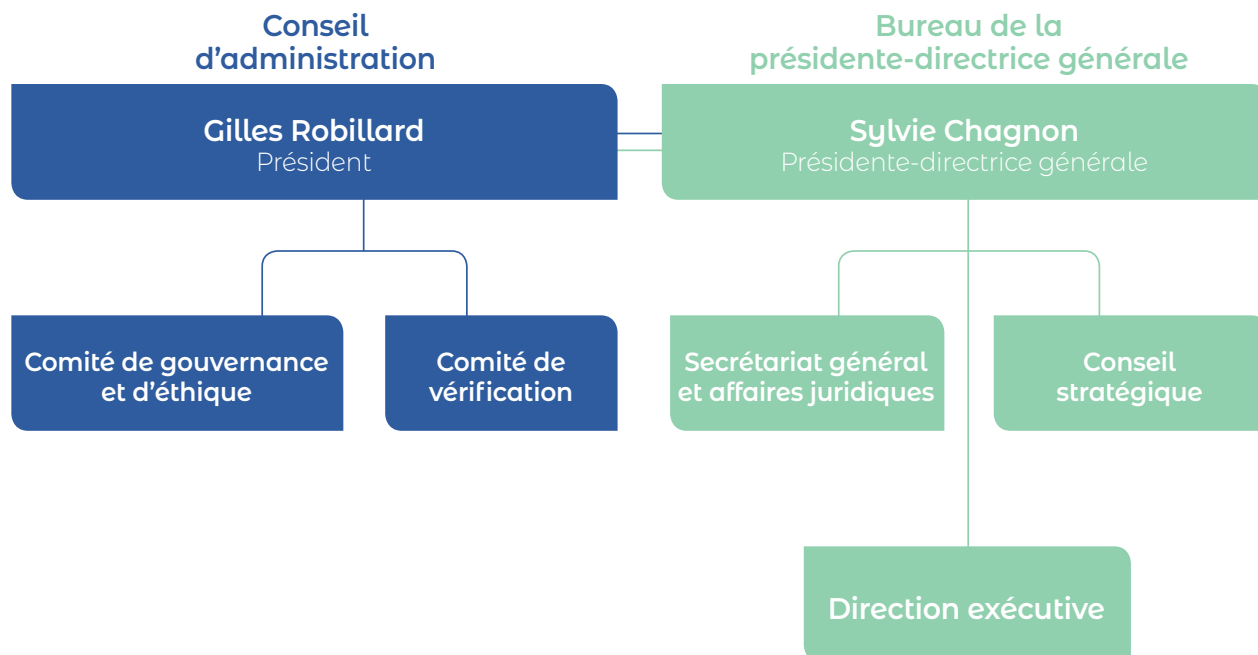 Conseil
d’administration
Gilles Robillard
Président
Comité de gouvernance
et d’éthique
Comité de
vérification
Bureau de la
présidente-directrice générale
Sylvie Chagnon
Présidente-directrice générale
Secrétariat général
et affaires juridiques
Conseil
stratégique
Direction exécutive